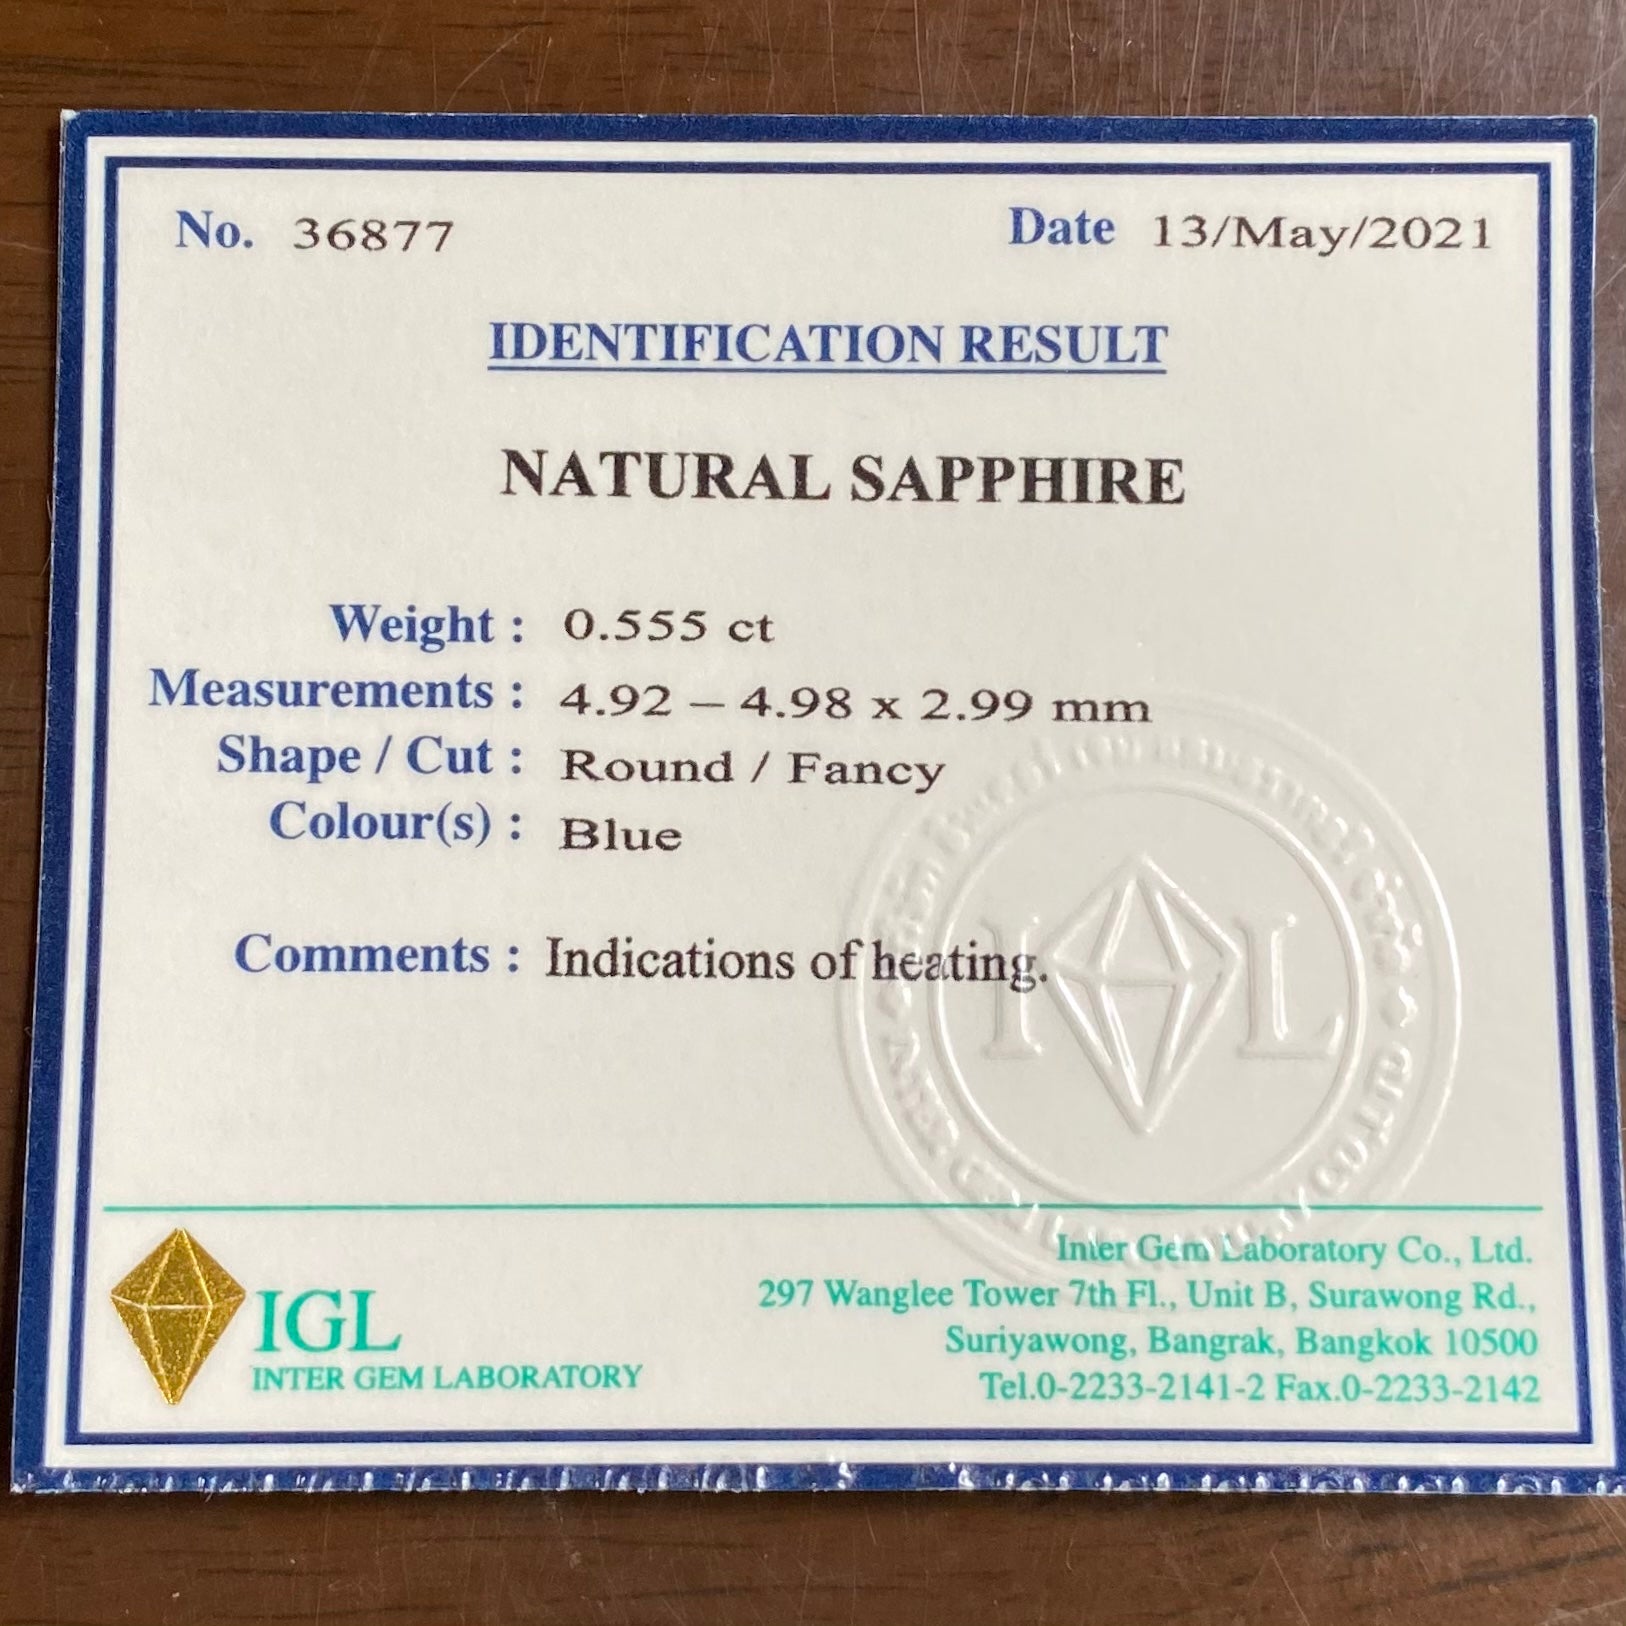 No. 36877 Date 13/May/2021
IDENTIFICATION RESULT
NATURAL SAPPHIRE
Weight : 0.555 ct
Measurements : 4.92 – 4.98 x 2.99 mm
Shape / Cut : Round / Fancy
Colour(s) : Blue
Comments : Indications of heating.
I L
IGL
INTER GEM LABORATORY
Inter Gem Laboratory Co., Ltd.
297 Wanglee Tower 7th Fl., Unit B, Surawong Rd.,
Suriyawong, Bangrak, Bangkok 10500
Tel.0-2233-2141-2 Fax.0-2233-2142